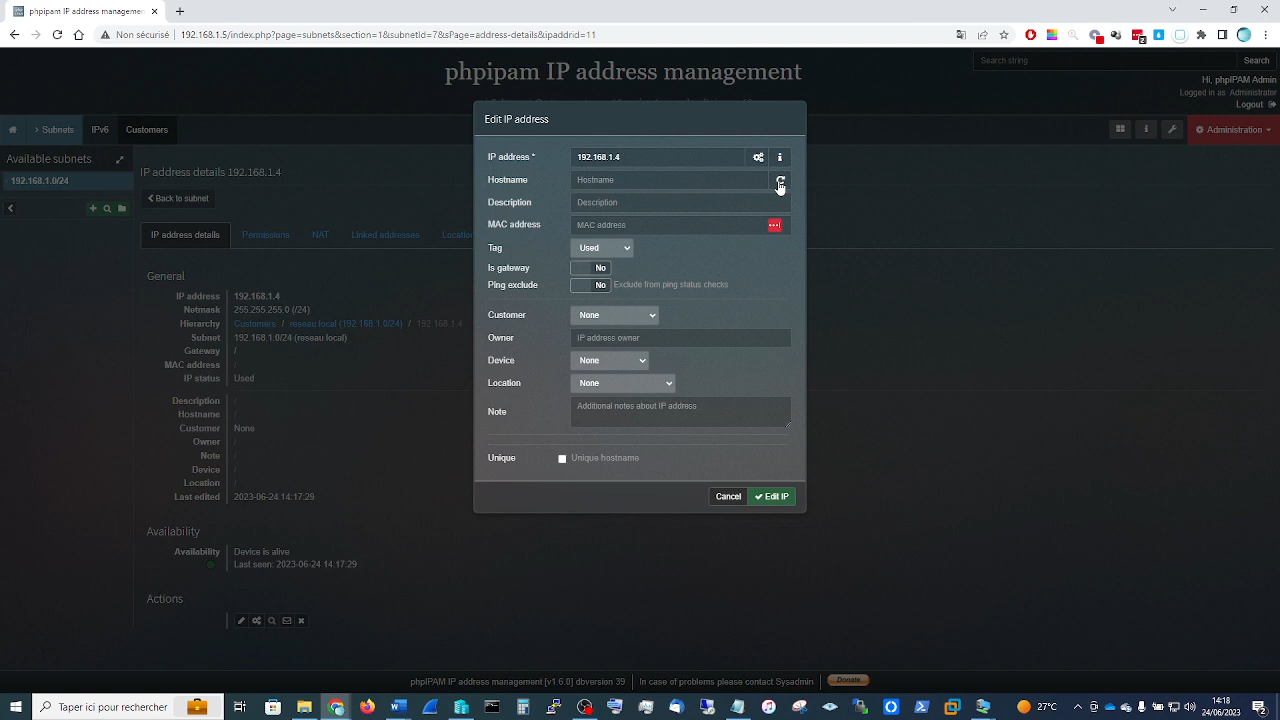 phpipam IP address managemen
Non sécurisé
192.168.1.5/index.php?page=subnets&section=1&subnetId=7&sPage=address-details&ipaddrid=11
phpipam IP address management
Search string
Search
Hi, phpIPAM Admin
Logged in as Administrator
Logout
Subnets
IPv6
Customers
Administration
Available subnets
192.168.1.0/24
IP address details 192.168.1.4
Back to subnet
IP address details
Permissions
NAT
Linked addresses
Location
General
IP address 192.168.1.4
Netmask 255.255.255.0 (/24)
Hierarchy Customers / reseau local (192.168.1.0/24) / 192.168.1.4
Subnet 192.168.1.0/24 (reseau local)
Gateway /
MAC address /
IP status Used
Description /
Hostname /
Customer None
Owner /
Note /
Device /
Location /
Last edited 2023-06-24 14:17:29
Availability
Availability Device is alive
Last seen: 2023-06-24 14:17:29
Actions
Edit IP address
IP address * 192.168.1.4
Hostname Hostname
Description Description
MAC address MAC address
Tag Used
Is gateway No
Ping exclude No Exclude from ping status checks
Customer None
Owner IP address owner
Device None
Location None
Note Additional notes about IP address
Unique Unique hostname
Cancel
Edit IP
phpIPAM IP address management [v1.6.0] dbversion 39
In case of problems please contact Sysadmin
Donate
Taper ici pour rechercher
27°C
14:18
24/06/2023